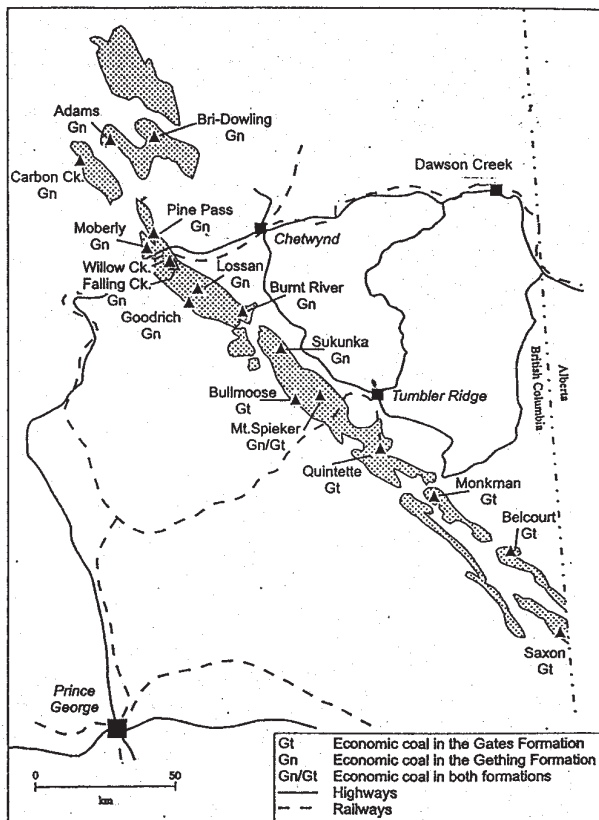 Adams
Gn
Bri-Dowling
Gn
Carbon Ck.
Gn
Dawson Creek
Pine Pass
Gn
Moberly
Gn
Chetwynd
Willow Ck.
Falling Ck.
Gn
Lossan
Gn
Burnt River
Gn
Goodrich
Gn
Sukunka
Gn
Alberta
British Columbia
Bullmoose
Gt
Tumbler Ridge
Mt.Spieker
Gn/Gt
Quintette
Gt
Monkman
Gt
Belcourt
Gt
Saxon
Gt
Prince
George
0 50
km
Gt Economic coal in the Gates Formation
Gn Economic coal in the Gething Formation
Gn/Gt Economic coal in both formations
Highways
Railways